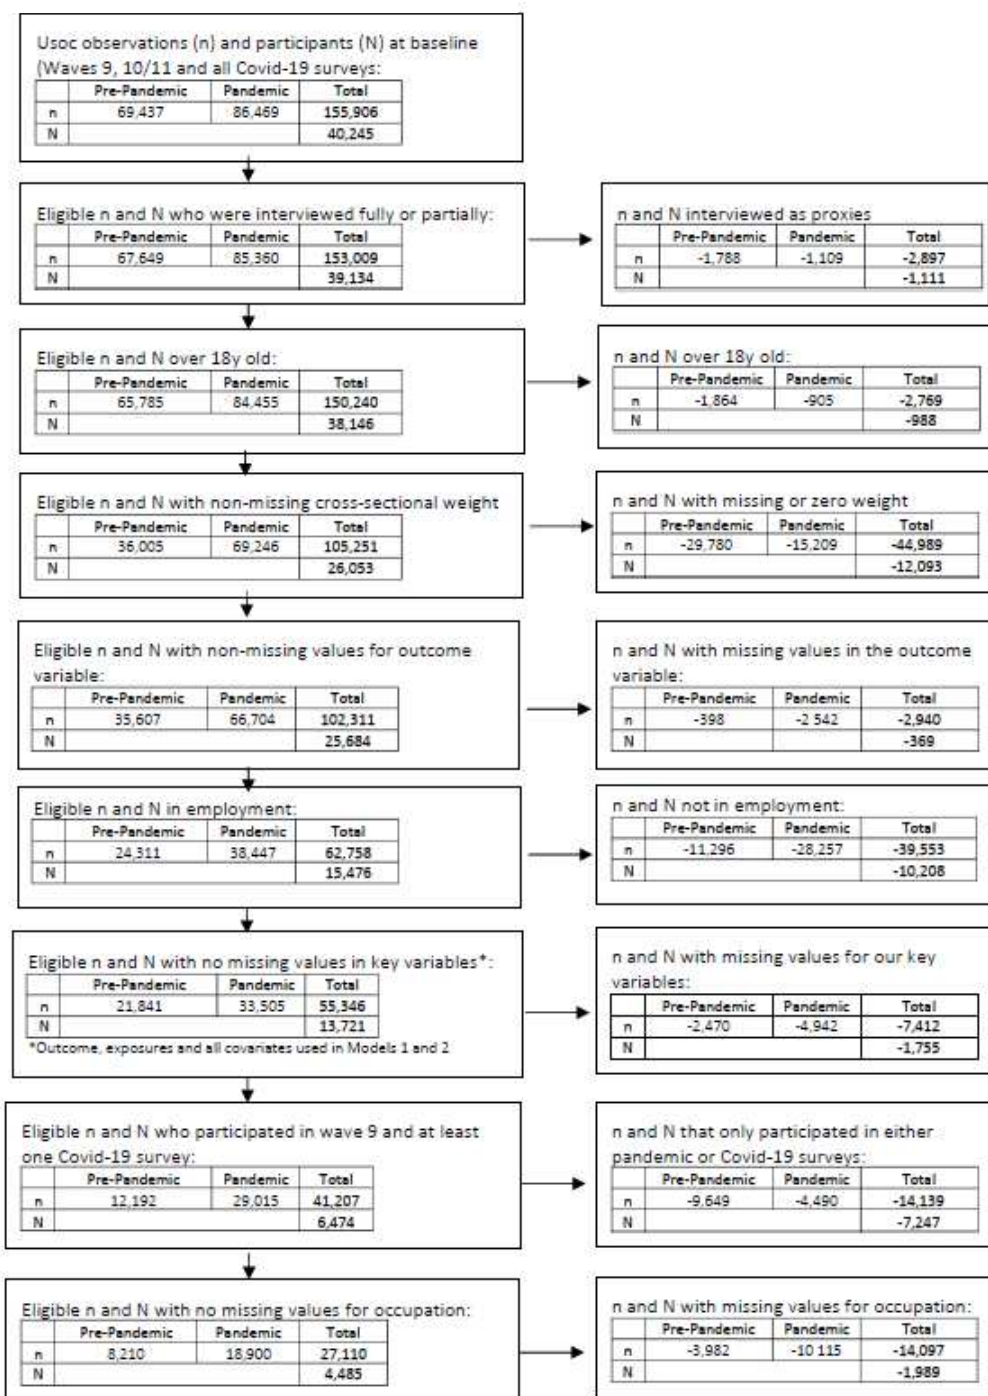 Usoc observations (n) and participants (N) at baseline
(Waves 9, 10/11 and all Covid-19 surveys:
Pre-Pandemic Pandemic Total
n 69,437 86,469 155,906
N 40,245
Eligible n and N who were interviewed fully or partially:
Pre-Pandemic Pandemic Total
n 67,649 85,360 153,009
N 39,134
n and N interviewed as proxies
Pre-Pandemic Pandemic Total
n -1,788 -1,109 -2,897
N -1,111
Eligible n and N over 18y old:
Pre-Pandemic Pandemic Total
n 65,785 84,455 150,240
N 38,146
n and N over 18y old:
Pre-Pandemic Pandemic Total
n -1,864 -905 -2,769
N -988
Eligible n and N with non-missing cross-sectional weight
Pre-Pandemic Pandemic Total
n 36,005 69,246 105,251
N 26,053
n and N with missing or zero weight
Pre-Pandemic Pandemic Total
n -29,780 -15,209 -44,989
N -12,093
Eligible n and N with non-missing values for outcome
variable:
Pre-Pandemic Pandemic Total
n 35,607 66,704 102,311
N 25,684
n and N with missing values in the outcome
variable:
Pre-Pandemic Pandemic Total
n -398 -2 542 -2,940
N -369
Eligible n and N in employment:
Pre-Pandemic Pandemic Total
n 24,311 38,447 62,758
N 15,476
n and N not in employment:
Pre-Pandemic Pandemic Total
n -11,296 -28,257 -39,553
N -10,208
Eligible n and N with no missing values in key variables*:
Pre-Pandemic Pandemic Total
n 21,841 33,505 55,346
N 13,721
*Outcome, exposures and all covariates used in Models 1 and 2
n and N with missing values for our key
variables:
Pre-Pandemic Pandemic Total
n -2,470 -4,942 -7,412
N -1,755
Eligible n and N who participated in wave 9 and at least
one Covid-19 survey:
Pre-Pandemic Pandemic Total
n 12,192 29,015 41,207
N 6,474
n and N that only participated in either
pandemic or Covid-19 surveys:
Pre-Pandemic Pandemic Total
n -9,649 -4,490 -14,139
N -7,247
Eligible n and N with no missing values for occupation:
Pre-Pandemic Pandemic Total
n 8,210 18,900 27,110
N 4,485
n and N with missing values for occupation:
Pre-Pandemic Pandemic Total
n -3,982 -10 115 -14,097
N -1,989